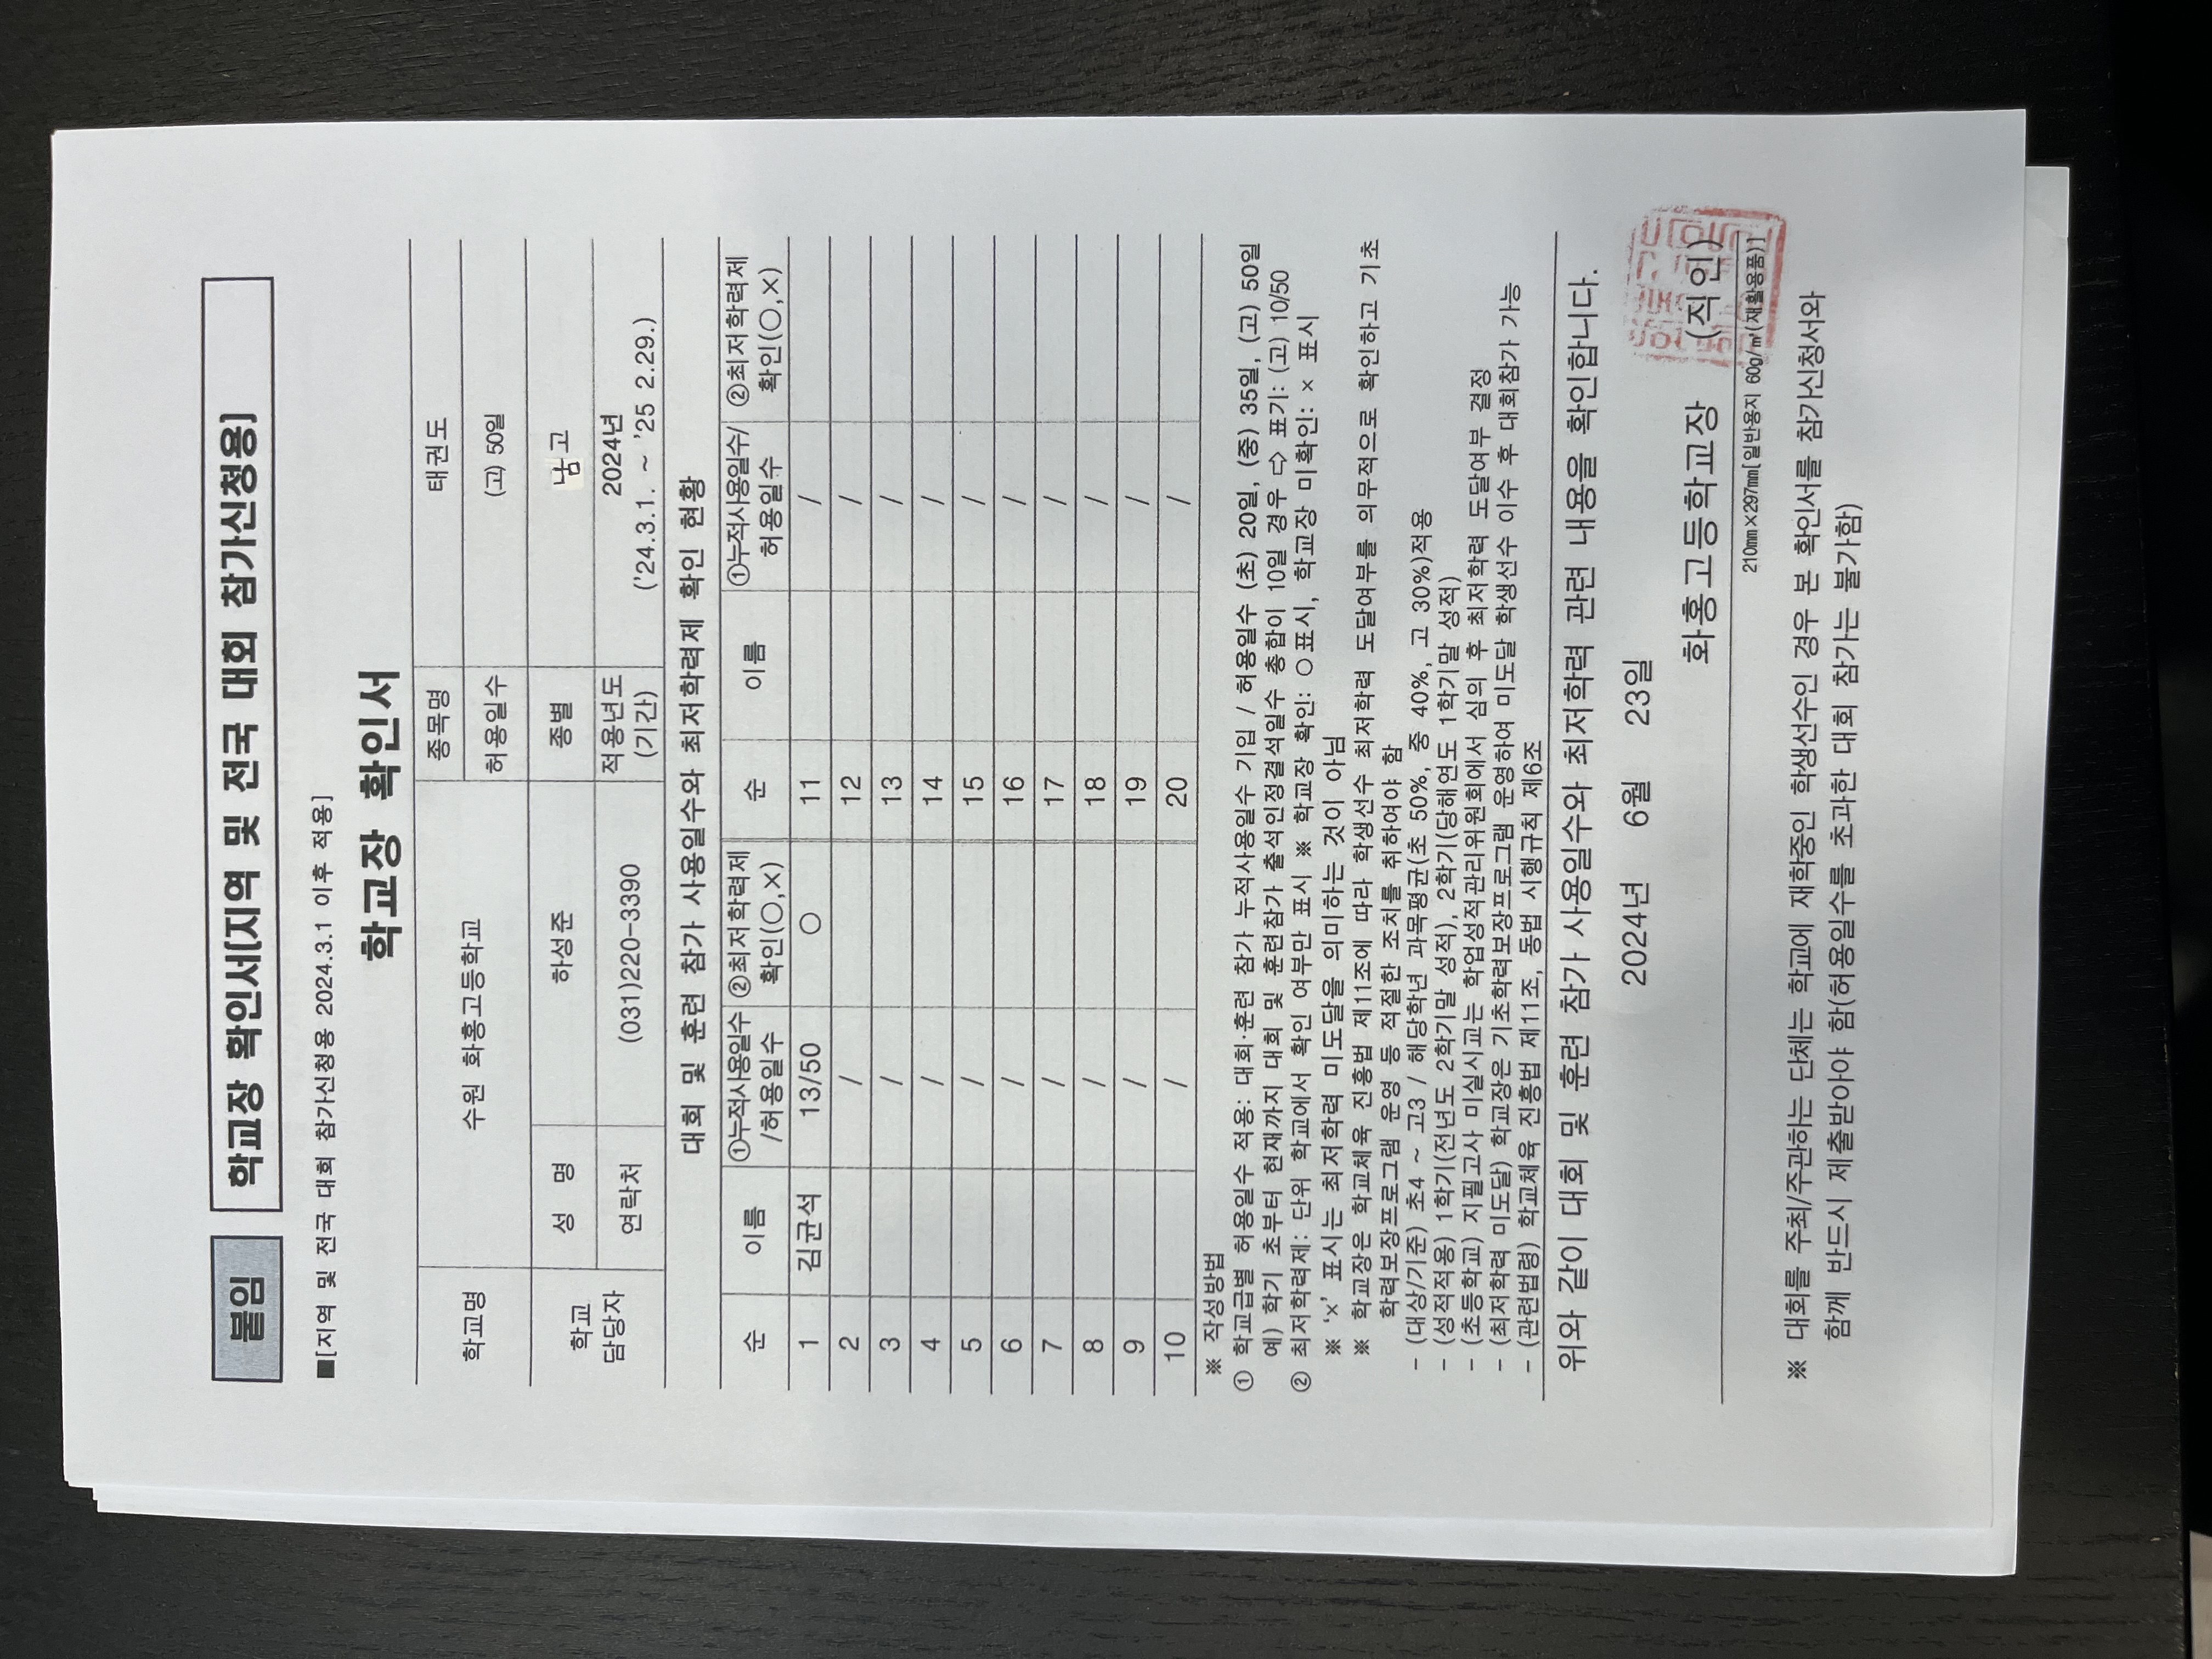 붙임 학교장 확인서[지역 및 전국 대회 참가신청용]
■[지역 및 전국 대회 참가신청용 2024.3.1 이후 적용]
학교장 확인서
학교명 수원 화홍고등학교 종목명 태권도
허용일수 (고) 50일
학교 담당자 성 명 하성준 종별 남고
연락처 (031)220-3390 적용년도 (기간) 2024년 ('24.3.1. ~ '25 2.29.)
대회 및 훈련 참가 사용일수와 최저학력제 확인 현황
순 이름 ①누적사용일수 /허용일수 ②최저학력제 확인(○,×) 순 이름 ①누적사용일수/ 허용일수 ②최저학력제 확인(○,×)
1 김균석 13/50 ○ 11 /
2 / 12 /
3 / 13 /
4 / 14 /
5 / 15 /
6 / 16 /
7 / 17 /
8 / 18 /
9 / 19 /
10 / 20 /
※ 작성방법
① 학교급별 허용일수 적용: 대회·훈련 참가 누적사용일수 기입 / 허용일수 (초) 20일, (중) 35일, (고) 50일
예) 학기 초부터 현재까지 대회 및 훈련참가 출석인정결석일수 총합이 10일 경우 ⇨ 표기: (고) 10/50
② 최저학력제: 단위 학교에서 확인 여부만 표시 ※ 학교장 확인: ○표시, 학교장 미확인: × 표시
※ '×' 표시는 최저학력 미도달을 의미하는 것이 아님
※ 학교장은 학교체육 진흥법 제11조에 따라 학생선수 최저학력 도달여부를 의무적으로 확인하고 기초
학력보장프로그램 운영 등 적절한 조치를 취하여야 함
- (대상/기준) 초4 ~ 고3 / 해당학년 과목평균(초 50%, 중 40%, 고 30%)적용
- (성적적용) 1학기(전년도 2학기말 성적), 2학기(당해연도 1학기말 성적)
- (초등학교) 지필고사 미실시교는 학업성적관리위원회에서 심의 후 최저학력 도달여부 결정
- (최저학력 미도달) 학교장은 기초학력보장프로그램 운영하여 미도달 학생선수 이수 후 대회참가 가능
- (관련법령) 학교체육 진흥법 제11조, 동법 시행규칙 제6조
위와 같이 대회 및 훈련 참가 사용일수와 최저학력 관련 내용을 확인합니다.
2024년 6월 23일
화홍고등학교장 (직인)
210㎜×297㎜[일반용지 60g/㎡(재활용품)]
※ 대회를 주최/주관하는 단체는 학교에 재학중인 학생선수인 경우 본 확인서를 참가신청서와
함께 반드시 제출받아야 함(허용일수를 초과한 대회 참가는 불가함)